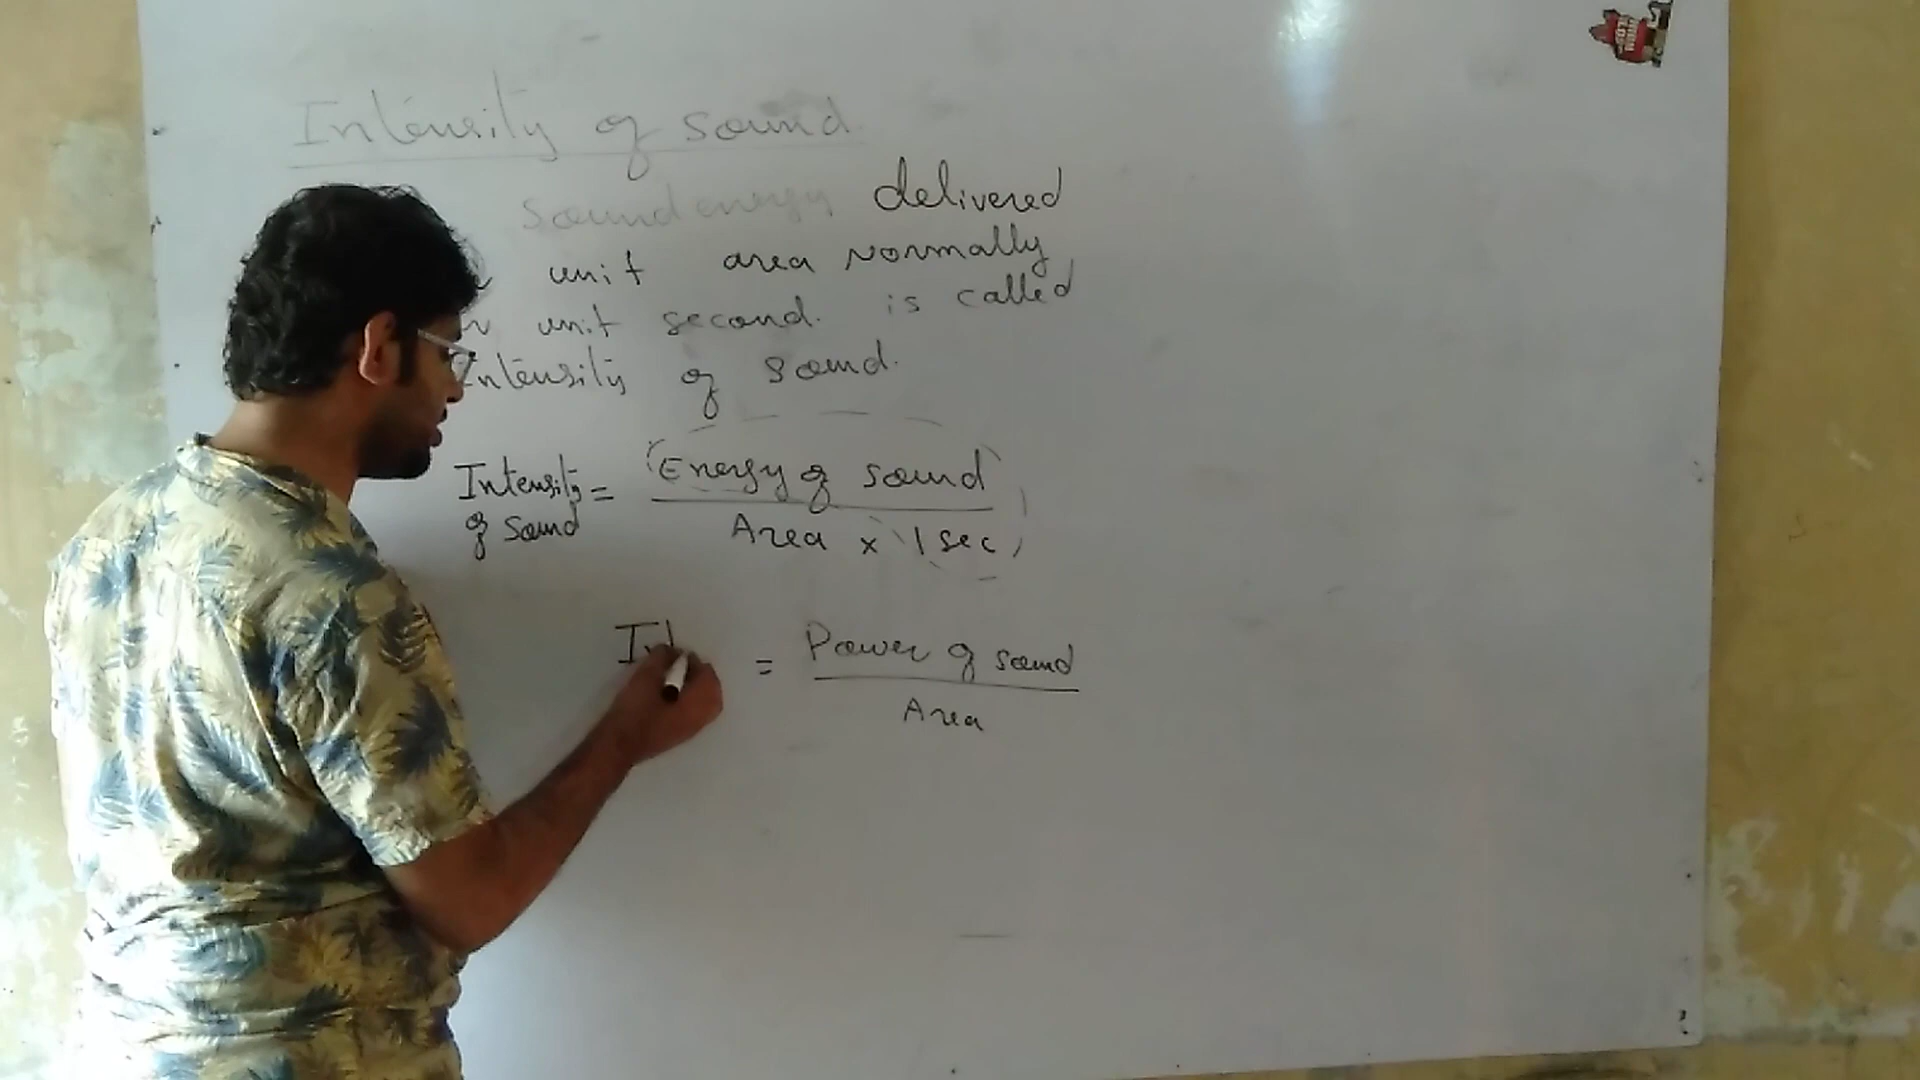 Intensity of sound
Sound energy delivered
unit area normally
unit second. is called
Intensity of sound.
Intensity of sound = Energy of sound
Area x 1 sec
= Power of sound
Area